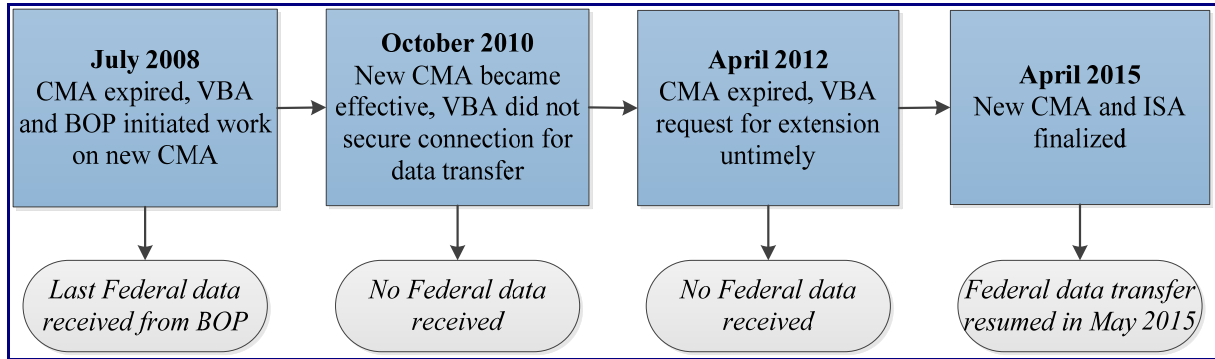 July 2008
CMA expired, VBA
and BOP initiated work
on new CMA
October 2010
New CMA became
effective, VBA did not
secure connection for
data transfer
April 2012
CMA expired, VBA
request for extension
untimely
April 2015
New CMA and ISA
finalized
Last Federal data
received from BOP
No Federal data
received
No Federal data
received
Federal data transfer
resumed in May 2015